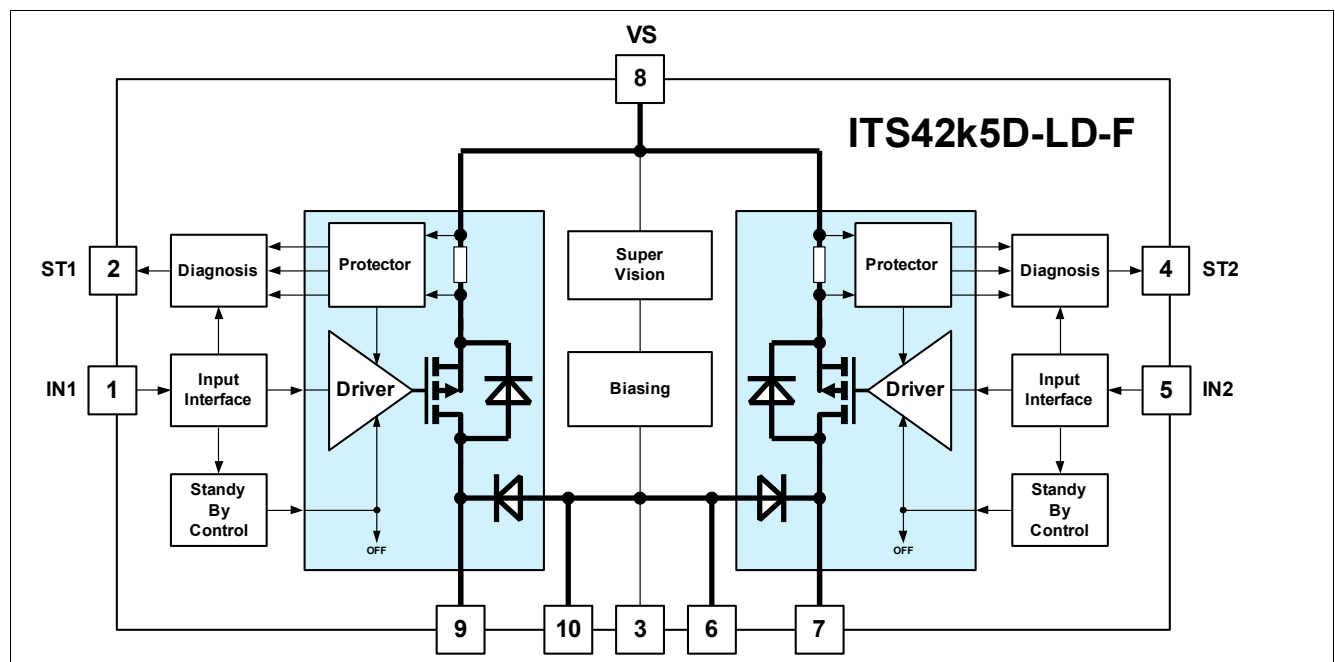 VS
8
ITS42k5D-LD-F
ST1
2
Diagnosis
Protector
Super
Vision
Protector
Diagnosis
4
ST2
IN1
1
Input
Interface
Driver
Biasing
Driver
Input
Interface
5
IN2
Standy
By
Control
OFF
OFF
Standy
By
Control
9
10
3
6
7